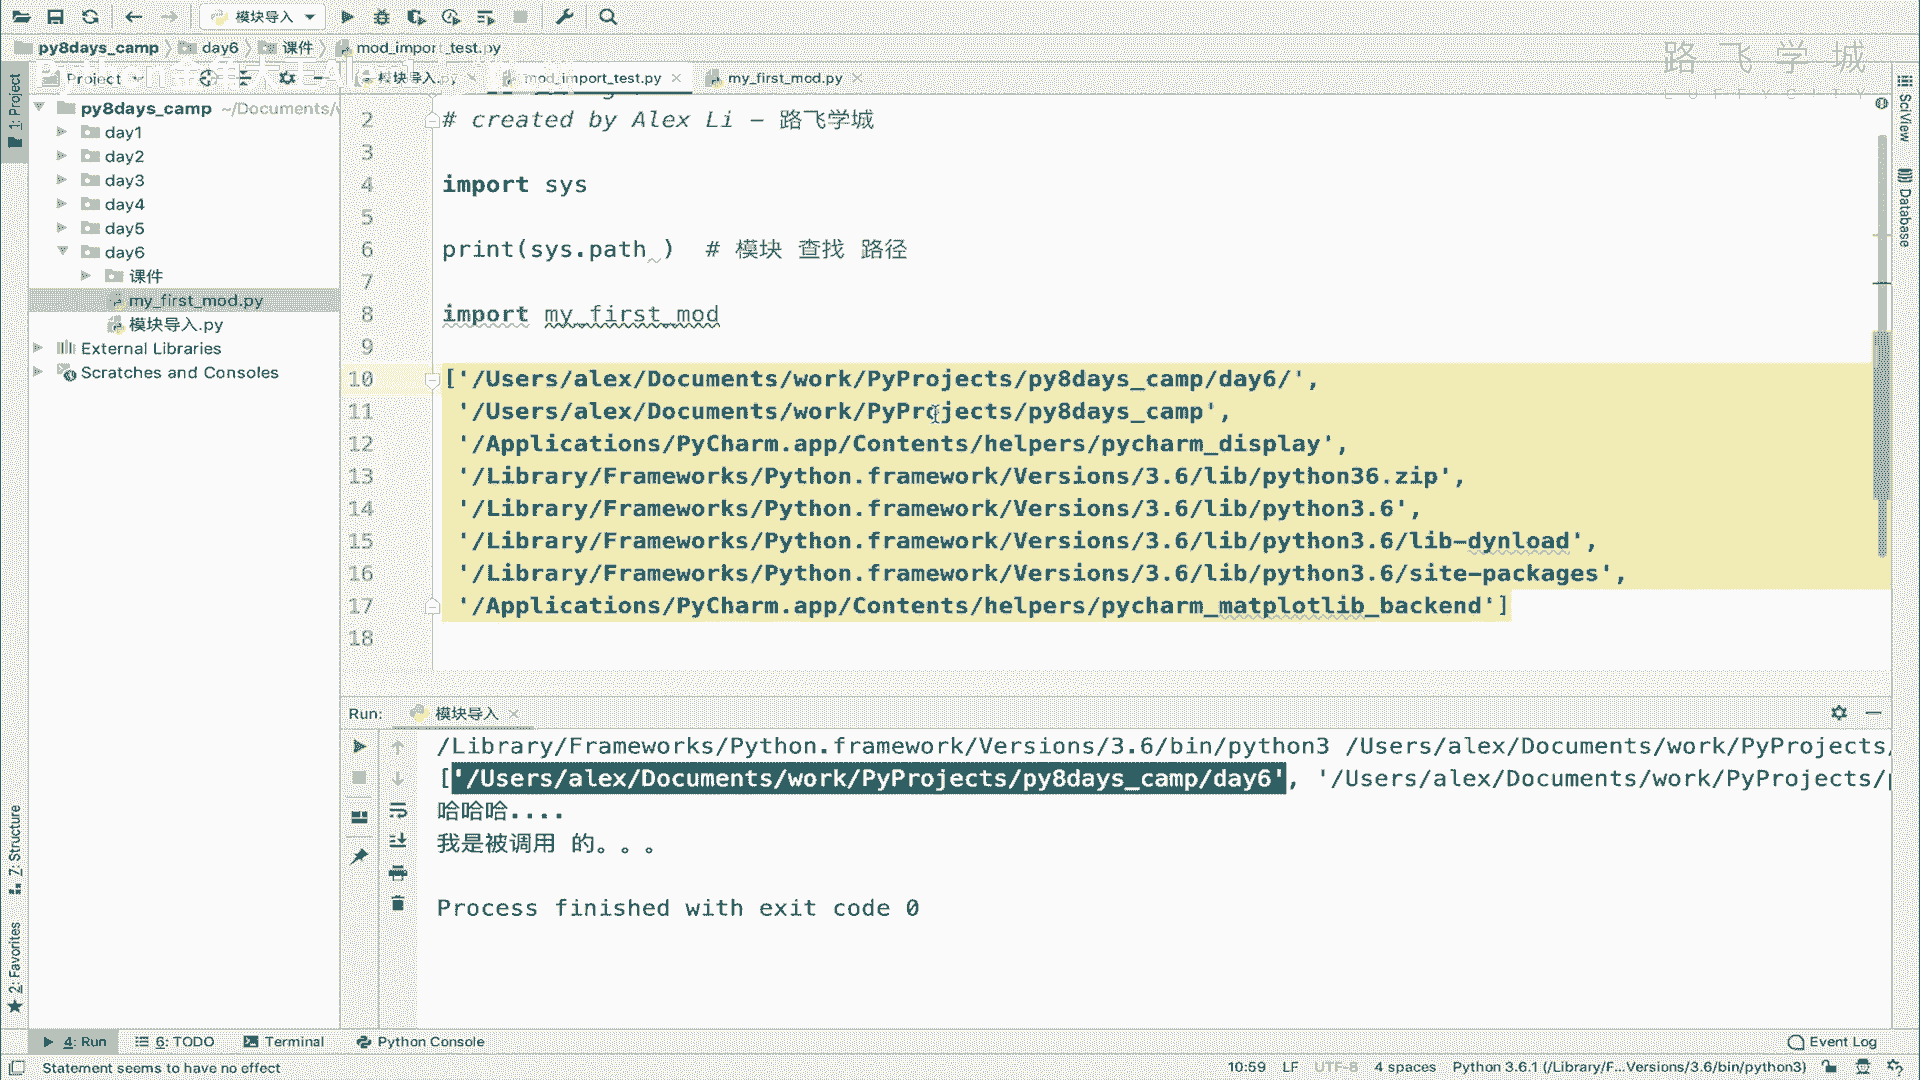 模块导入
py8days_camp
day6
课件
mod_import_test.py
路飞学城
Project
模块导入.py
mod_import_test.py
my_first_mod.py
1: Project
py8days_camp ~/Documents/
day1
day2
day3
day4
day5
day6
课件
my_first_mod.py
模块导入.py
External Libraries
Scratches and Consoles
2 # created by Alex Li - 路飞学城
3
4 import sys
5
6 print(sys.path )  # 模块 查找 路径
7
8 import my_first_mod
9
10 ['/Users/alex/Documents/work/PyProjects/py8days_camp/day6/',
11 '/Users/alex/Documents/work/PyProjects/py8days_camp',
12 '/Applications/PyCharm.app/Contents/helpers/pycharm_display',
13 '/Library/Frameworks/Python.framework/Versions/3.6/lib/python36.zip',
14 '/Library/Frameworks/Python.framework/Versions/3.6/lib/python3.6',
15 '/Library/Frameworks/Python.framework/Versions/3.6/lib/python3.6/lib-dynload',
16 '/Library/Frameworks/Python.framework/Versions/3.6/lib/python3.6/site-packages',
17 '/Applications/PyCharm.app/Contents/helpers/pycharm_matplotlib_backend']
18
SciView
Database
Run: 模块导入
/Library/Frameworks/Python.framework/Versions/3.6/bin/python3 /Users/alex/Documents/work/PyProjects/
['/Users/alex/Documents/work/PyProjects/py8days_camp/day6', '/Users/alex/Documents/work/PyProjects/
哈哈哈....
我是被调用 的。。。
Process finished with exit code 0
7: Structure
2: Favorites
4: Run
6: TODO
Terminal
Python Console
Event Log
Statement seems to have no effect
10:59 LF UTF-8 4 spaces Python 3.6.1 (/Library/F...Versions/3.6/bin/python3)